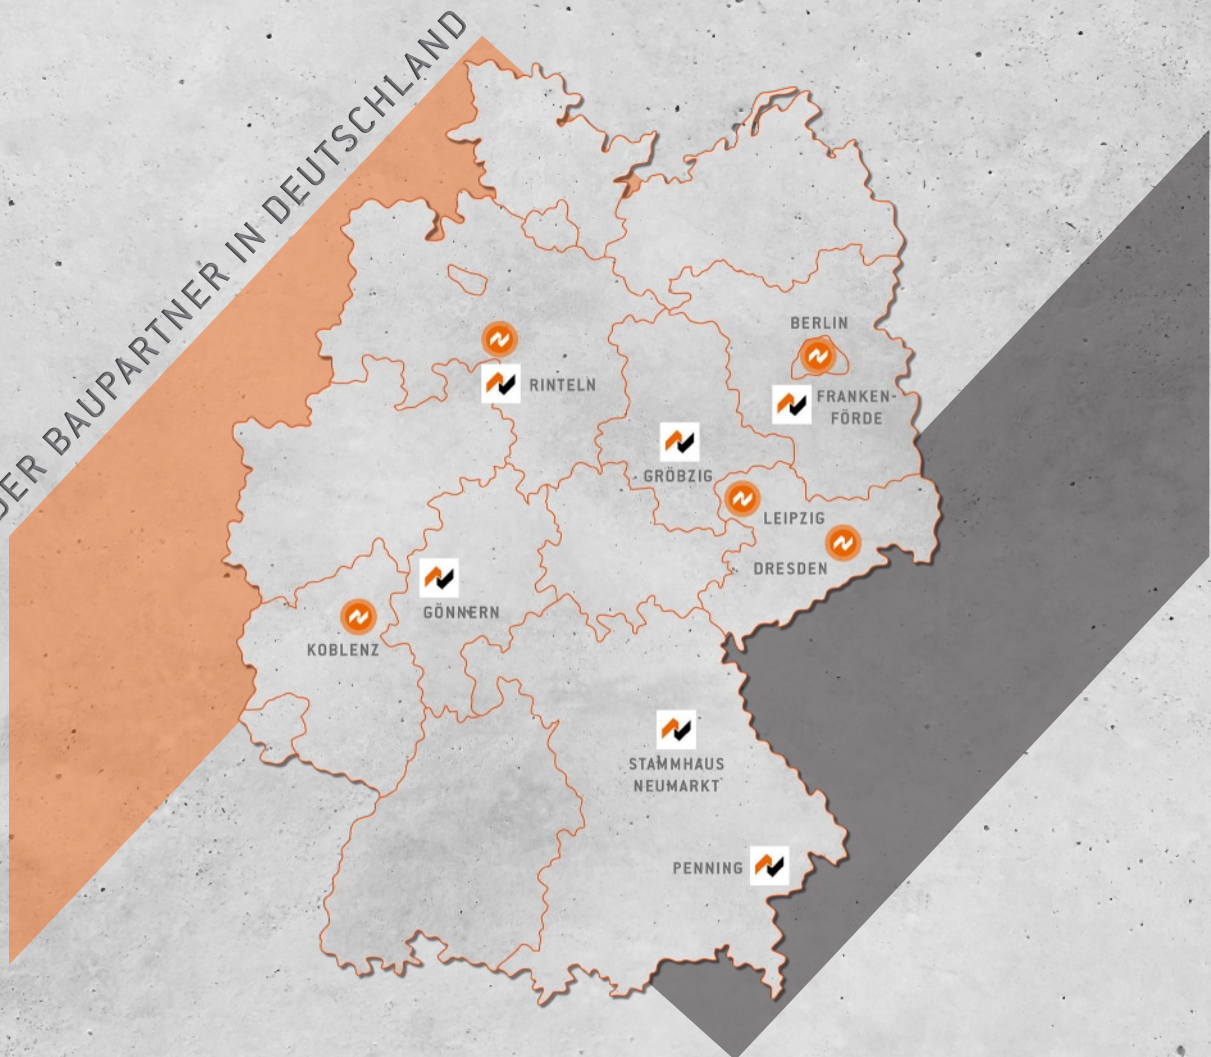 DER BAUPARTNER IN DEUTSCHLAND
BERLIN
RINTELN
FRANKEN-
FÖRDE
GRÖBZIG
LEIPZIG
DRESDEN
GÖNNERN
KOBLENZ
STAMMHAUS
NEUMARKT
PENNING